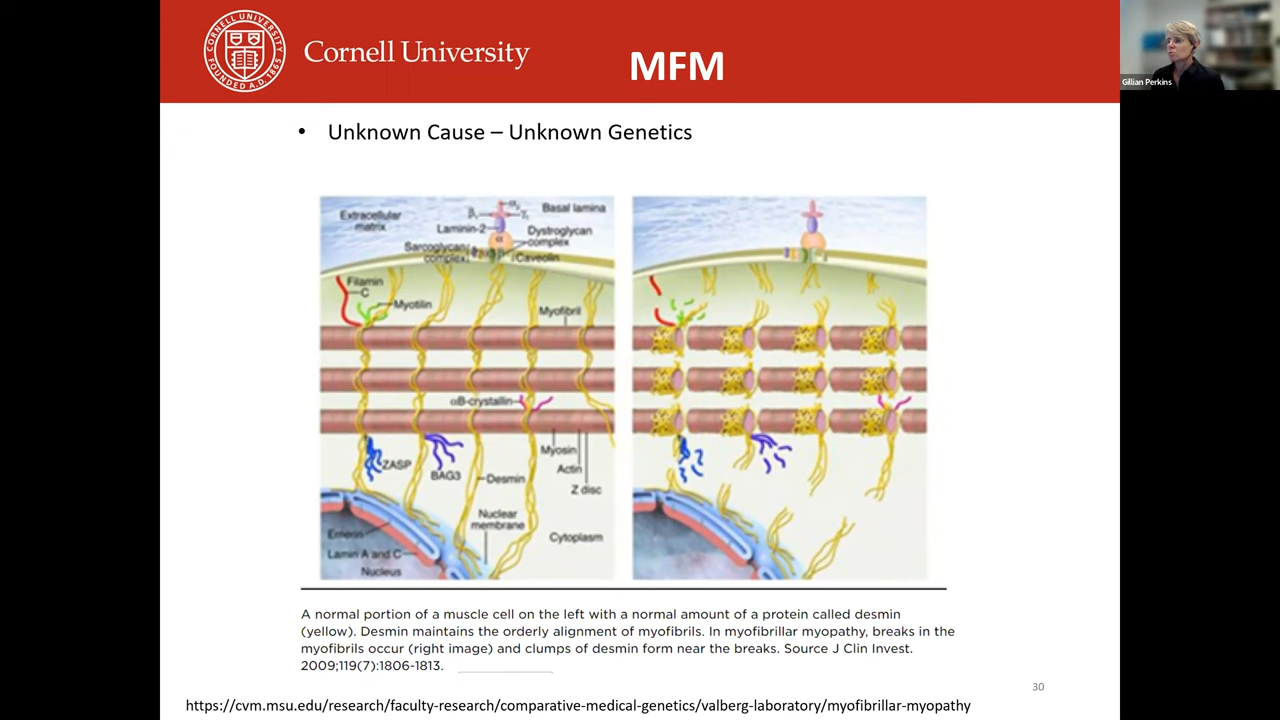 CORNELL UNIVERSITY
FOUNDED A.D. 1865
Cornell University
MFM
Gillian Perkins
• Unknown Cause – Unknown Genetics
Extracellular
matrix
Basal lamina
Laminin-2
Dystroglycan
complex
Sarcoglycan
complex
Caveolin
Filamin
C
Myotilin
Myofibril
αB-crystallin
Myosin
Actin
Z disc
ZASP
BAG3
Desmin
Nuclear
membrane
Cytoplasm
Emerin
Lamin A and C
Nucleus
A normal portion of a muscle cell on the left with a normal amount of a protein called desmin
(yellow). Desmin maintains the orderly alignment of myofibrils. In myofibrillar myopathy, breaks in the
myofibrils occur (right image) and clumps of desmin form near the breaks. Source J Clin Invest.
2009;119(7):1806-1813.
30
https://cvm.msu.edu/research/faculty-research/comparative-medical-genetics/valberg-laboratory/myofibrillar-myopathy